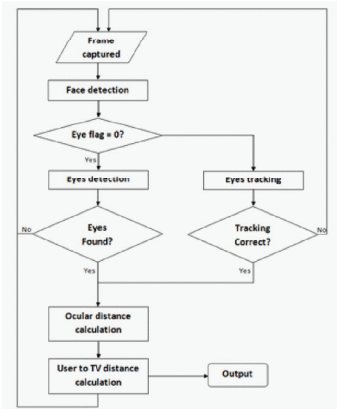 Frame
captured
Face detection
Eye flag = 0?
Yes
Eyes detection
Eyes tracking
No
Eyes
Found?
Tracking
Correct?
No
Yes
Yes
Ocular distance
calculation
User to TV distance
calculation
Output